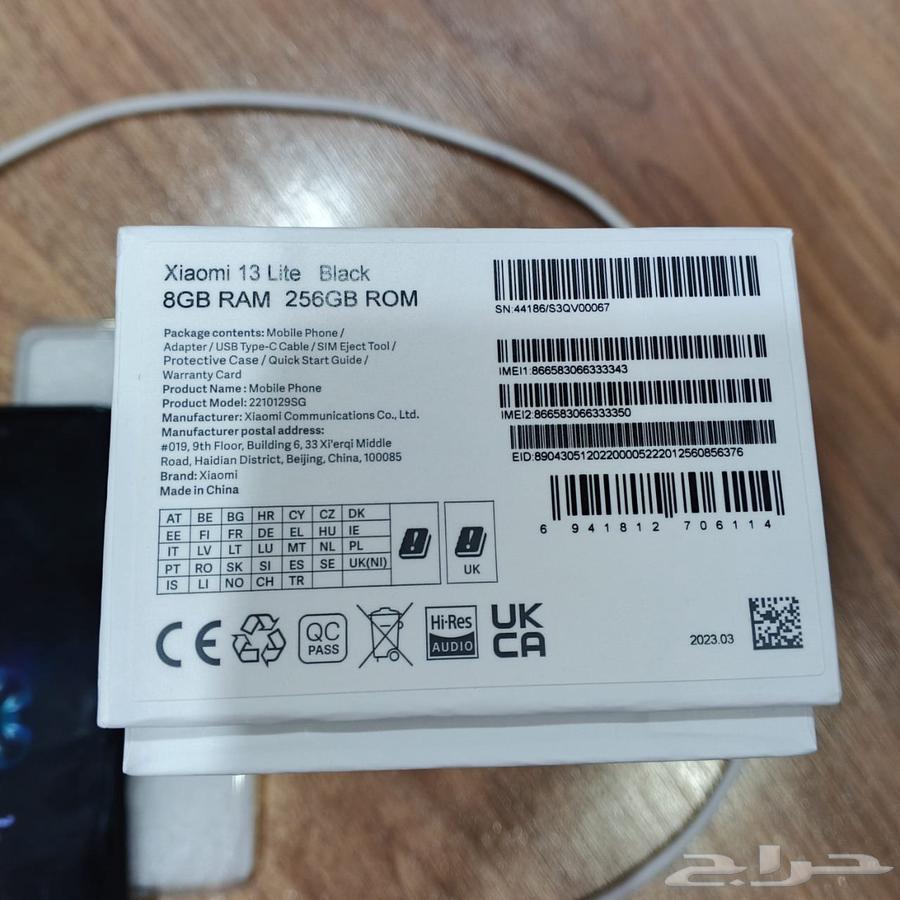 Xiaomi 13 Lite Black
8GB RAM 256GB ROM
Package contents: Mobile Phone /
Adapter / USB Type-C Cable / SIM Eject Tool /
Protective Case / Quick Start Guide /
Warranty Card
Product Name : Mobile Phone
Product Model: 2210129SG
Manufacturer: Xiaomi Communications Co., Ltd.
Manufacturer postal address:
#019, 9th Floor, Building 6, 33 Xi'erqi Middle
Road, Haidian District, Beijing, China, 100085
Brand: Xiaomi
Made in China
SN:44186/S3QV00067
IMEI1:866583066333343
IMEI2:866583066333350
EID:89043051202200005222012560856376
6 941812 706114
AT BE BG HR CY CZ DK
EE FI FR DE EL HU IE
IT LV LT LU MT NL PL
PT RO SK SI ES SE UK(NI)
IS LI NO CH TR
UK
CE
QC
PASS
Hi-Res
AUDIO
UK
CA
2023.03
حراج